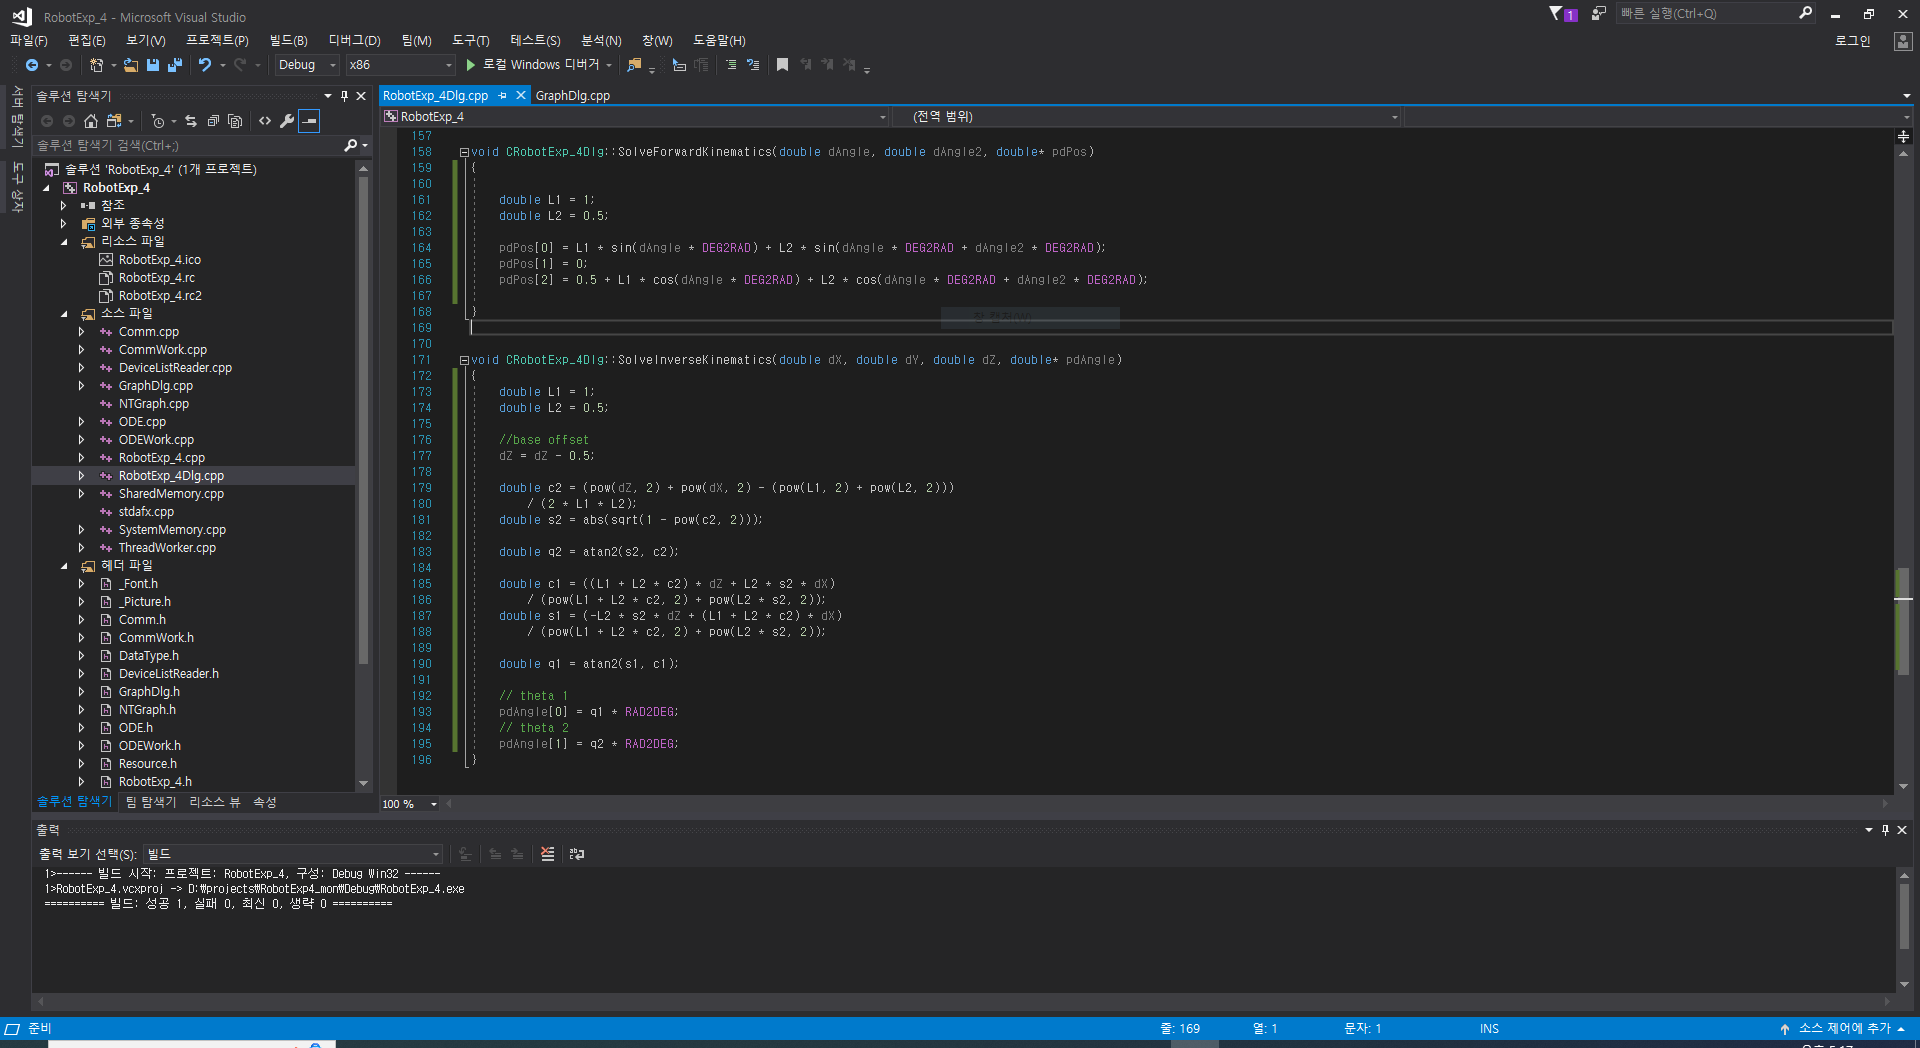 RobotExp_4 - Microsoft Visual Studio
1
빠른 실행(Ctrl+Q)
파일(F) 편집(E) 보기(V) 프로젝트(P) 빌드(B) 디버그(D) 팀(M) 도구(T) 테스트(S) 분석(N) 창(W) 도움말(H)
로그인
Debug x86 로컬 Windows 디버거
서버 탐색기
도구 상자
솔루션 탐색기
솔루션 탐색기 검색(Ctrl+;)
솔루션 'RobotExp_4' (1개 프로젝트)
RobotExp_4
참조
외부 종속성
리소스 파일
RobotExp_4.ico
RobotExp_4.rc
RobotExp_4.rc2
소스 파일
Comm.cpp
CommWork.cpp
DeviceListReader.cpp
GraphDlg.cpp
NTGraph.cpp
ODE.cpp
ODEWork.cpp
RobotExp_4.cpp
RobotExp_4Dlg.cpp
SharedMemory.cpp
stdafx.cpp
SystemMemory.cpp
ThreadWorker.cpp
헤더 파일
_Font.h
_Picture.h
Comm.h
CommWork.h
DataType.h
DeviceListReader.h
GraphDlg.h
NTGraph.h
ODE.h
ODEWork.h
Resource.h
RobotExp_4.h
솔루션 탐색기 팀 탐색기 리소스 뷰 속성
RobotExp_4Dlg.cpp GraphDlg.cpp
RobotExp_4 (전역 범위)
157
158 void CRobotExp_4Dlg::SolveForwardKinematics(double dAngle, double dAngle2, double* pdPos)
159 {
160
161 double L1 = 1;
162 double L2 = 0.5;
163
164 pdPos[0] = L1 * sin(dAngle * DEG2RAD) + L2 * sin(dAngle * DEG2RAD + dAngle2 * DEG2RAD);
165 pdPos[1] = 0;
166 pdPos[2] = 0.5 + L1 * cos(dAngle * DEG2RAD) + L2 * cos(dAngle * DEG2RAD + dAngle2 * DEG2RAD);
167
168 }
창 캡처(W)
169
170
171 void CRobotExp_4Dlg::SolveInverseKinematics(double dX, double dY, double dZ, double* pdAngle)
172 {
173 double L1 = 1;
174 double L2 = 0.5;
175
176 //base offset
177 dZ = dZ - 0.5;
178
179 double c2 = (pow(dZ, 2) + pow(dX, 2) - (pow(L1, 2) + pow(L2, 2)))
180 / (2 * L1 * L2);
181 double s2 = abs(sqrt(1 - pow(c2, 2)));
182
183 double q2 = atan2(s2, c2);
184
185 double c1 = ((L1 + L2 * c2) * dZ + L2 * s2 * dX)
186 / (pow(L1 + L2 * c2, 2) + pow(L2 * s2, 2));
187 double s1 = (-L2 * s2 * dZ + (L1 + L2 * c2) * dX)
188 / (pow(L1 + L2 * c2, 2) + pow(L2 * s2, 2));
189
190 double q1 = atan2(s1, c1);
191
192 // theta 1
193 pdAngle[0] = q1 * RAD2DEG;
194 // theta 2
195 pdAngle[1] = q2 * RAD2DEG;
196 }
100 %
출력
출력 보기 선택(S): 빌드
1>------ 빌드 시작: 프로젝트: RobotExp_4, 구성: Debug Win32 ------
1>RobotExp_4.vcxproj -> D:\projects\RobotExp4_mon\Debug\RobotExp_4.exe
========== 빌드: 성공 1, 실패 0, 최신 0, 생략 0 ==========
준비 줄: 169 열: 1 문자: 1 INS 소스 제어에 추가